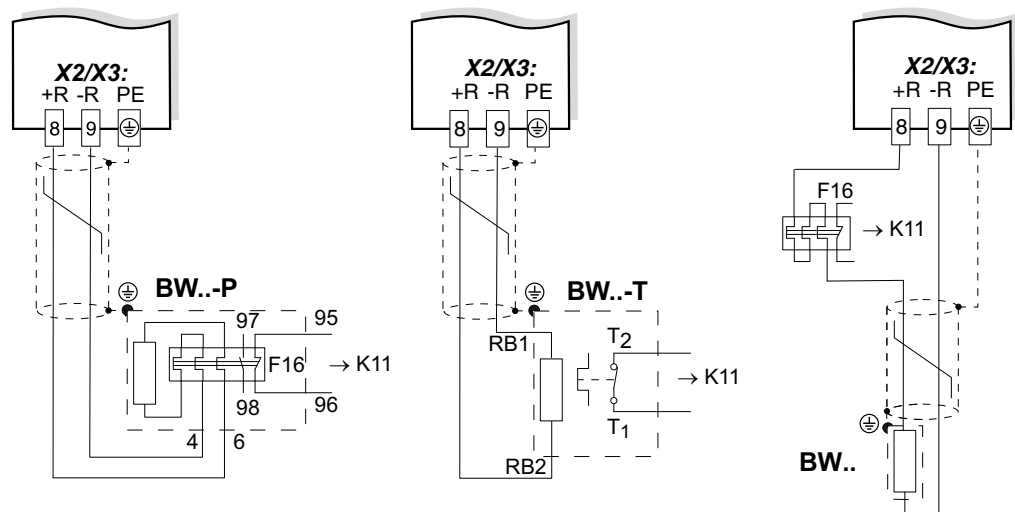 X2/X3:
+R -R PE
8 9
BW..-P
97 95
F16 → K11
98 96
4 6
X2/X3:
+R -R PE
8 9
BW..-T
RB1 T2
→ K11
T1
RB2
X2/X3:
+R -R PE
8 9
F16
→ K11
BW..